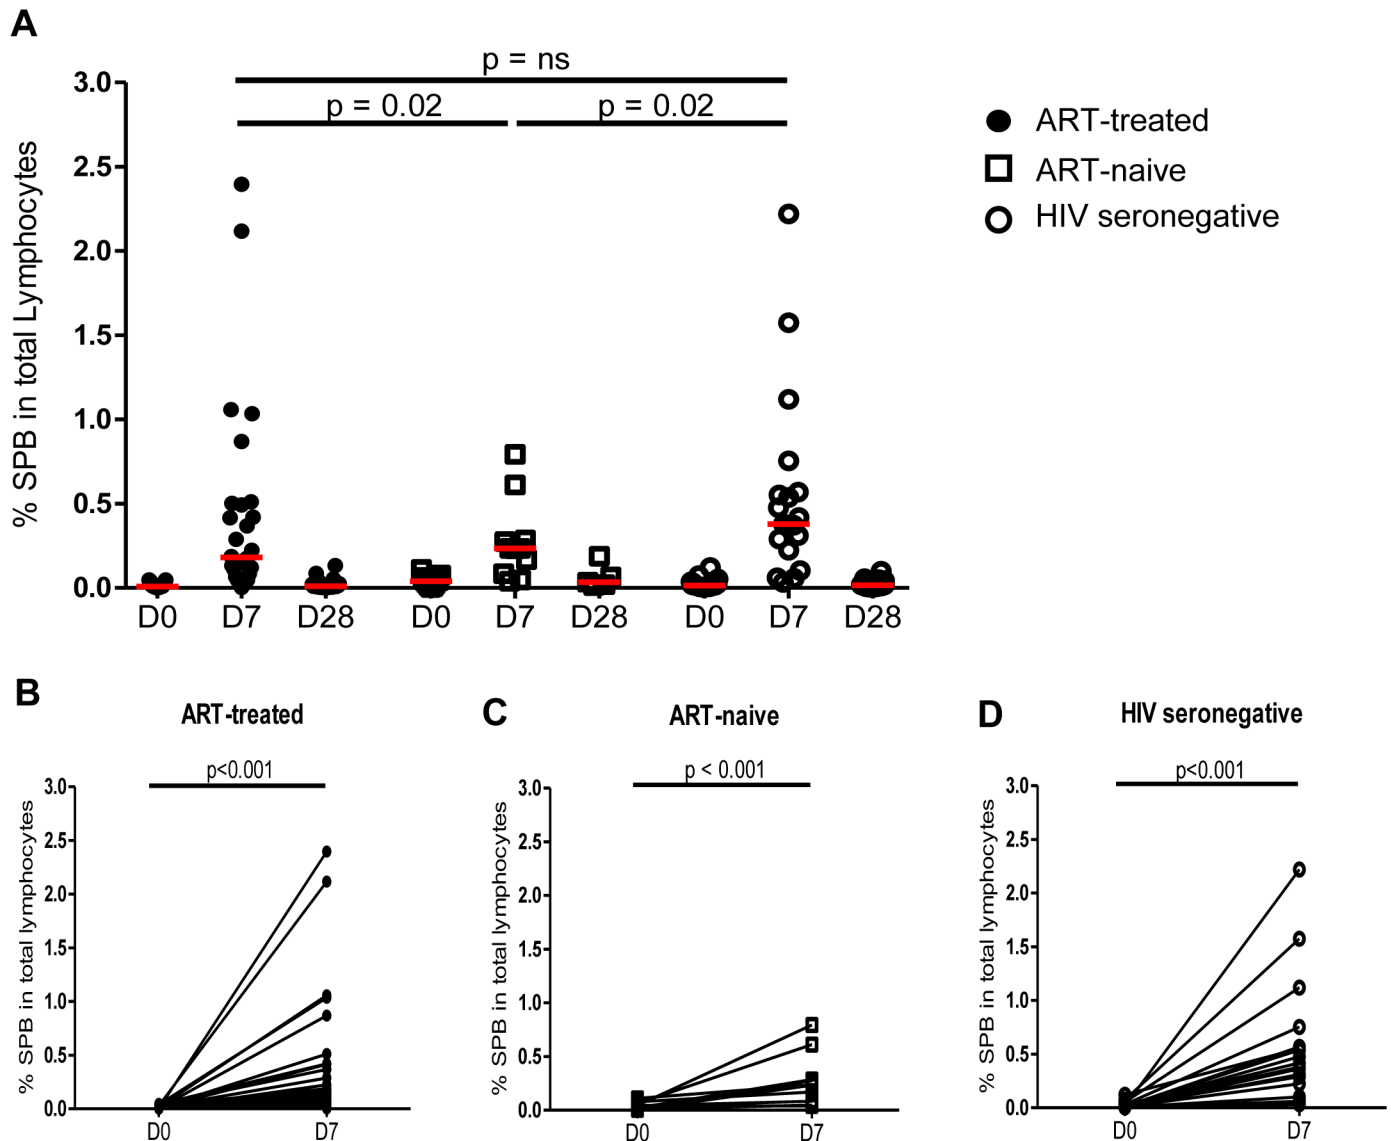 A
p = ns
p = 0.02 p = 0.02
% SPB in total Lymphocytes
3.0
2.5
2.0
1.5
1.0
0.5
0.0
D0 D7 D28 D0 D7 D28 D0 D7 D28
ART-treated
ART-naive
HIV seronegative
B
ART-treated
p<0.001
% SPB in total lymphocytes
3.0
2.5
2.0
1.5
1.0
0.5
0.0
D0 D7
C
ART-naive
p < 0.001
% SPB in total lymphocytes
3.0
2.5
2.0
1.5
1.0
0.5
0.0
D0 D7
D
HIV seronegative
p<0.001
% SPB in total lymphocytes
3.0
2.5
2.0
1.5
1.0
0.5
0.0
D0 D7